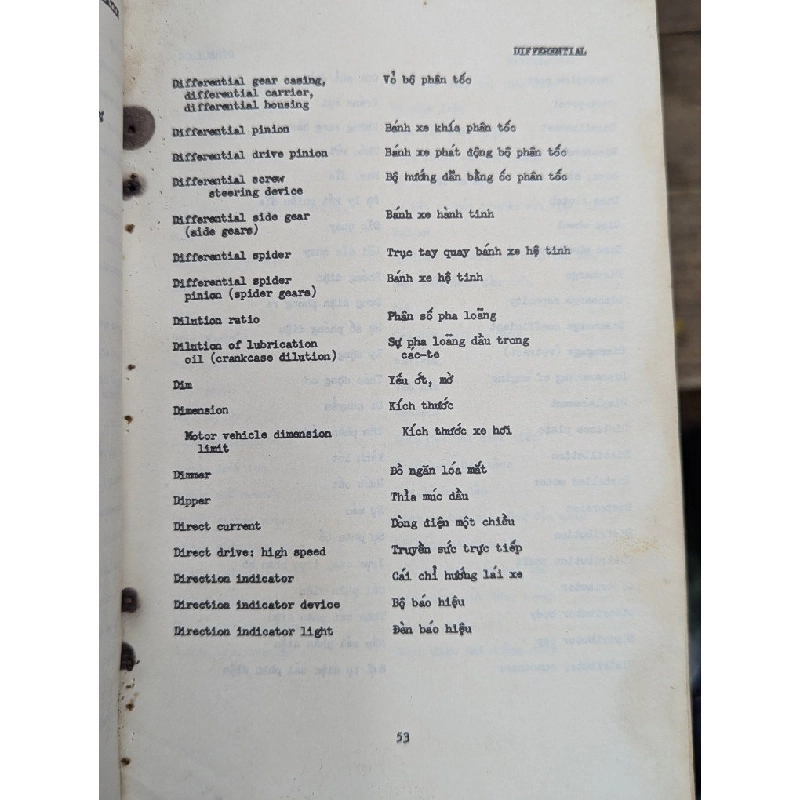 DIFFERENTIAL
Differential gear casing, Vỏ bộ phân tốc
differential carrier,
differential housing
Differential pinion Bánh xe khía phân tốc
Differential drive pinion Bánh xe phát động bộ phân tốc
Differential screw Bộ hướng dẫn bằng ốc phân tốc
steering device
Differential side gear Bánh xe hành tinh
(side gears)
Differential spider Trục tay quay bánh xe hệ tinh
Differential spider Bánh xe hệ tinh
pinion (spider gears)
Dilution ratio Phân số pha loãng
Dilution of lubrication Sự pha loãng dầu trong
oil (crankcase dilution) các-te
Dim Yếu ớt, mờ
Dimension Kích thước
Motor vehicle dimension Kích thước xe hơi
limit
Dimmer Đồ ngăn lóa mắt
Dipper Thìa múc dầu
Direct current Dòng điện một chiều
Direct drive: high speed Truyền sức trực tiếp
Direction indicator Cái chỉ hướng lái xe
Direction indicator device Bộ báo hiệu
Direction indicator light Đèn báo hiệu
53